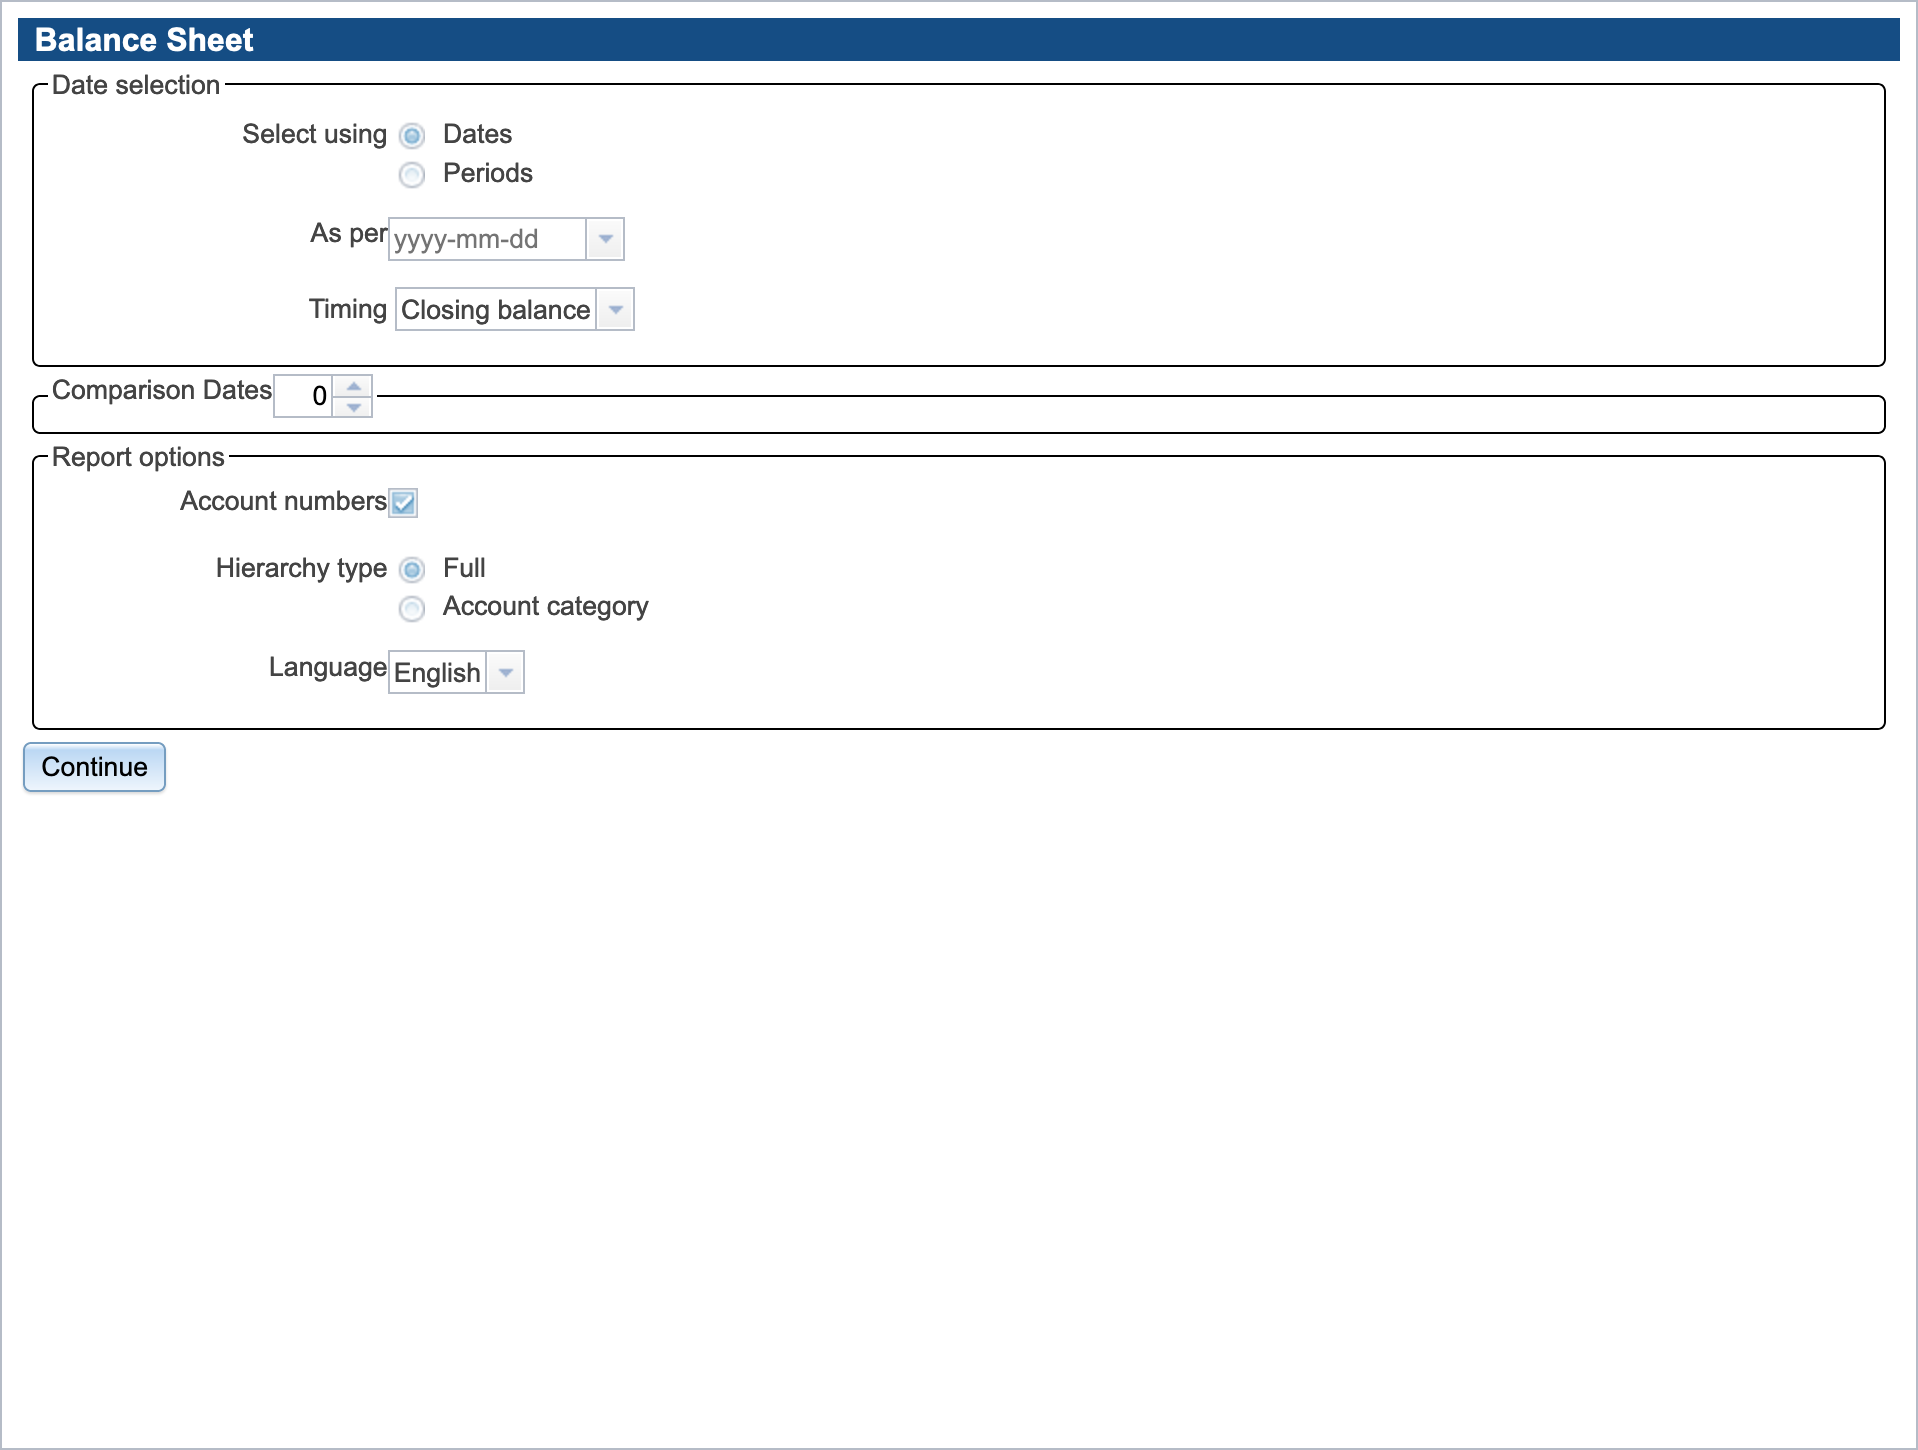 Balance Sheet
Date selection
Select using Dates
Periods
As per yyyy-mm-dd
Timing Closing balance
Comparison Dates 0
Report options
Account numbers
Hierarchy type Full
Account category
Language English
Continue